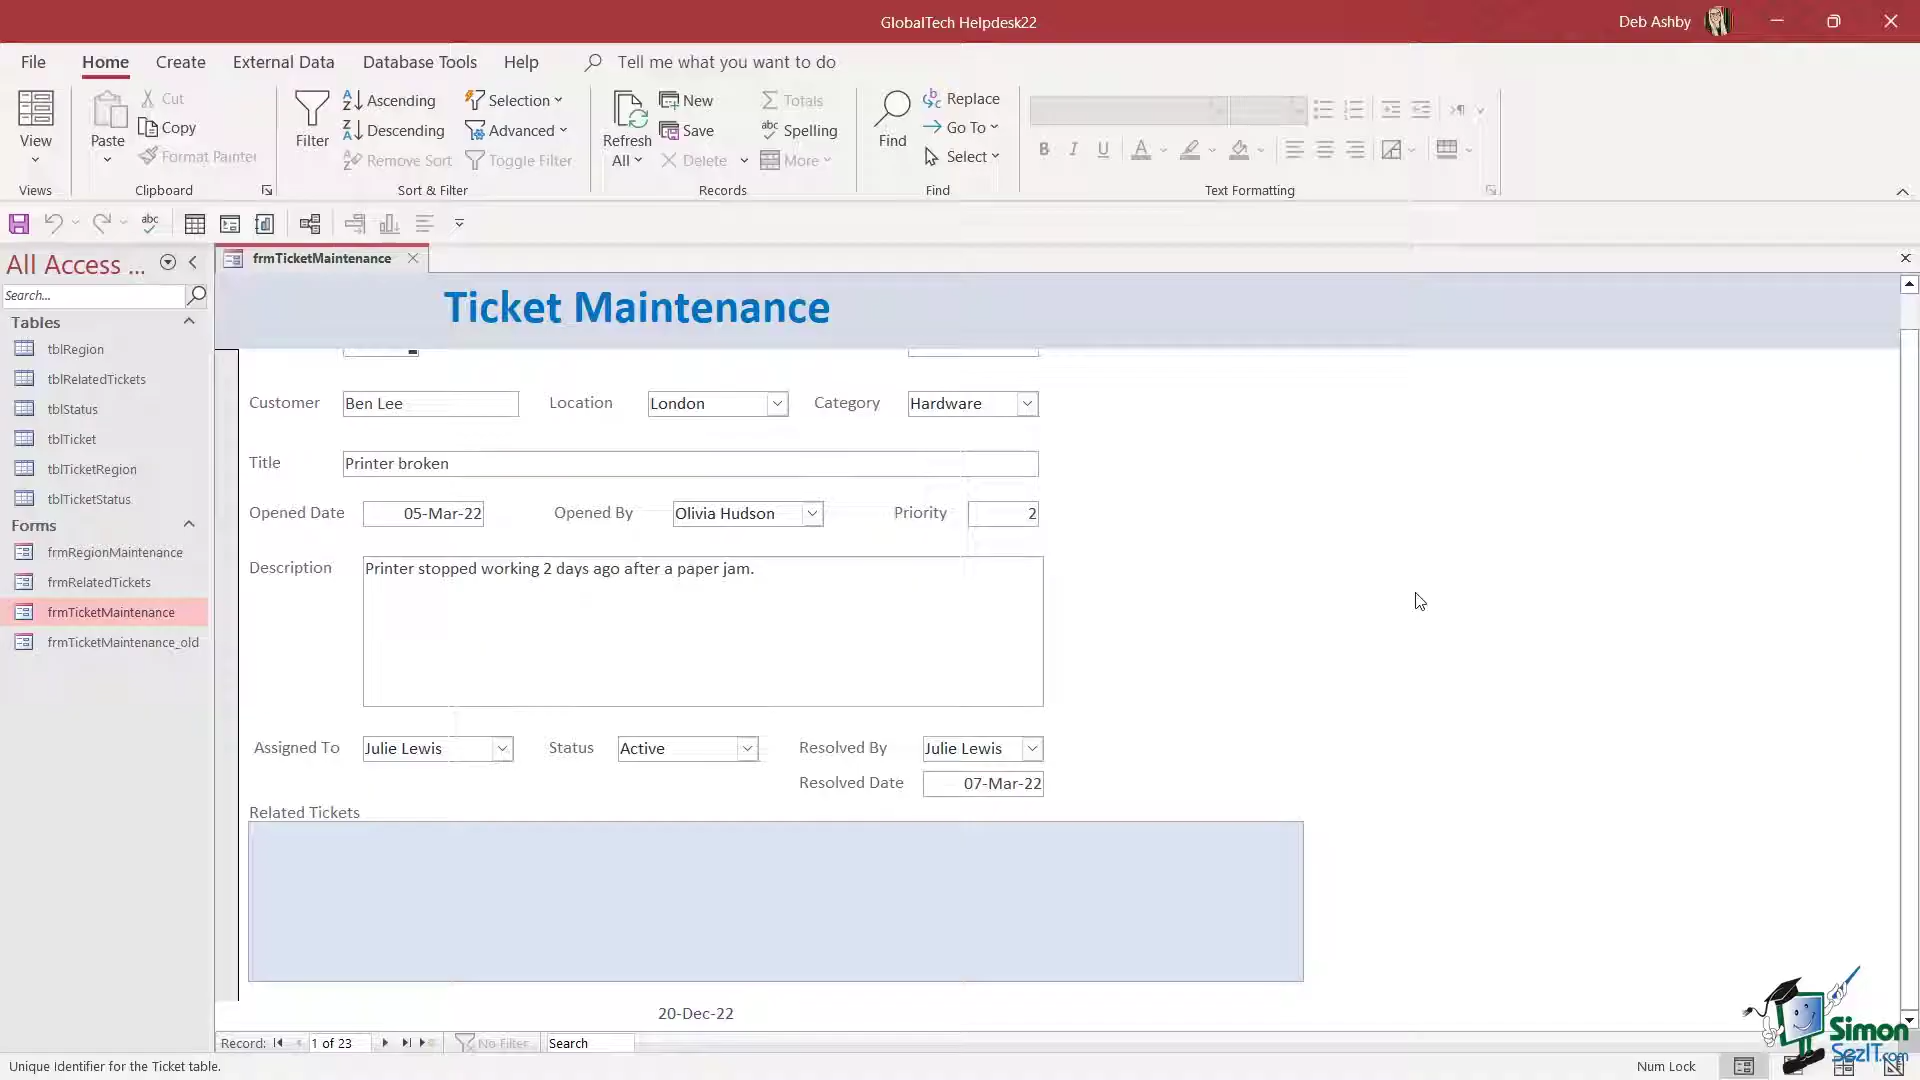 GlobalTech Helpdesk22
Deb Ashby
File Home Create External Data Database Tools Help Tell me what you want to do
View
Views
Paste
Cut
Copy
Format Painter
Clipboard
Filter
Ascending
Descending
Remove Sort
Selection
Advanced
Toggle Filter
Sort & Filter
Refresh
All
New
Save
Delete
Totals
Spelling
More
Records
Find
Replace
Go To
Select
Find
B I U A
Text Formatting
All Access ...
Search...
Tables
tblRegion
tblRelatedTickets
tblStatus
tblTicket
tblTicketRegion
tblTicketStatus
Forms
frmRegionMaintenance
frmRelatedTickets
frmTicketMaintenance
frmTicketMaintenance_old
frmTicketMaintenance
Ticket Maintenance
Customer Ben Lee Location London Category Hardware
Title Printer broken
Opened Date 05-Mar-22 Opened By Olivia Hudson Priority 2
Description Printer stopped working 2 days ago after a paper jam.
Assigned To Julie Lewis Status Active Resolved By Julie Lewis
Resolved Date 07-Mar-22
Related Tickets
20-Dec-22
Record: 1 of 23 No Filter Search
Unique Identifier for the Ticket table.
Num Lock
Simon
SezIT.com